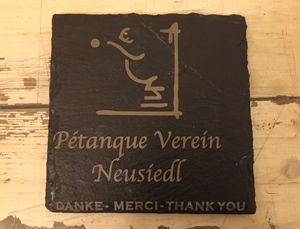 Pétanque Verein
Neusiedl
DANKE - MERCI - THANK YOU